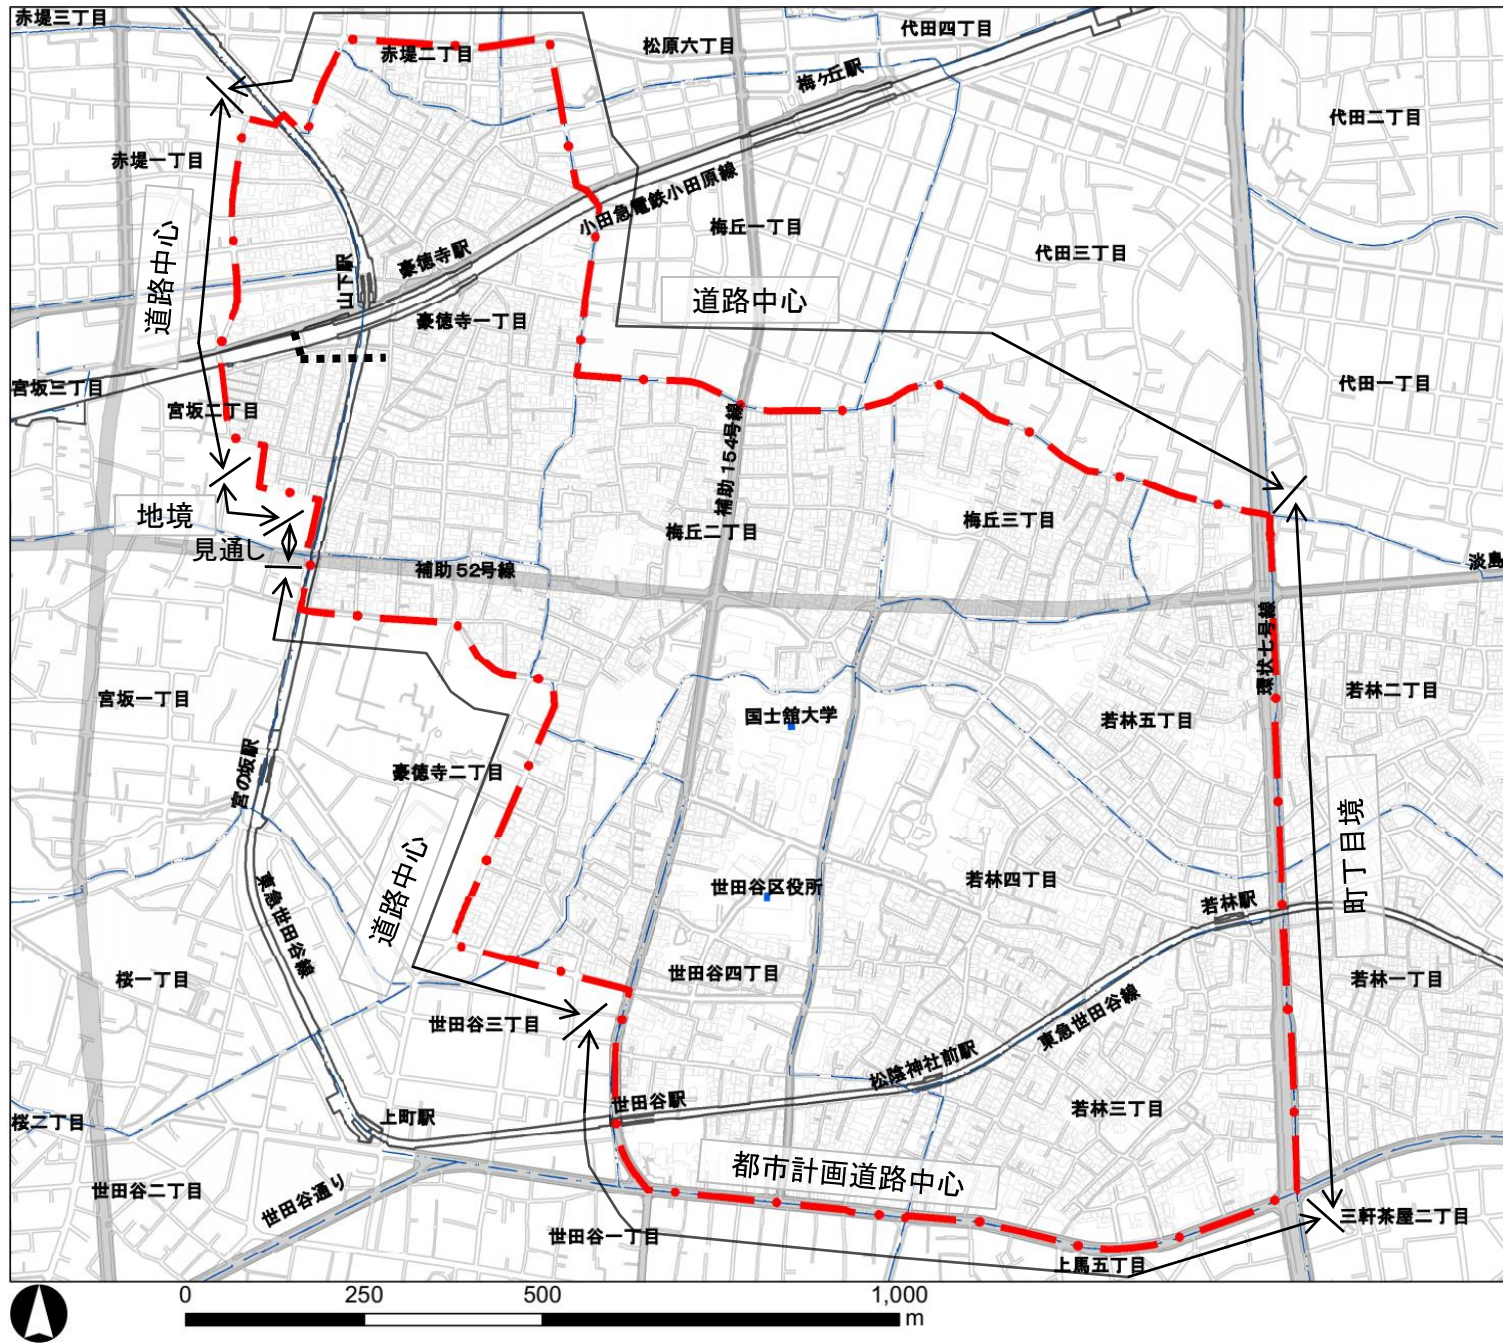 赤堤三丁目
赤堤二丁目
松原六丁目
代田四丁目
梅ヶ丘駅
代田二丁目
赤堤一丁目
小田急電鉄小田原線
梅丘一丁目
代田三丁目
道路中心
豪徳寺駅
山下駅
道路中心
豪徳寺一丁目
宮坂三丁目
宮坂二丁目
代田一丁目
補助154号線
地境
梅丘二丁目
梅丘三丁目
見通し
補助52号線
淡島
環状七号線
宮坂一丁目
国士舘大学
若林五丁目
若林二丁目
宮の坂駅
豪徳寺二丁目
町丁目境
道路中心
世田谷区役所
若林四丁目
若林駅
東急世田谷線
桜一丁目
世田谷四丁目
若林一丁目
世田谷三丁目
東急世田谷線
松陰神社前駅
桜二丁目
上町駅
世田谷駅
若林三丁目
都市計画道路中心
世田谷二丁目
世田谷通り
世田谷一丁目
三軒茶屋二丁目
上馬五丁目
0 250 500 1,000
m